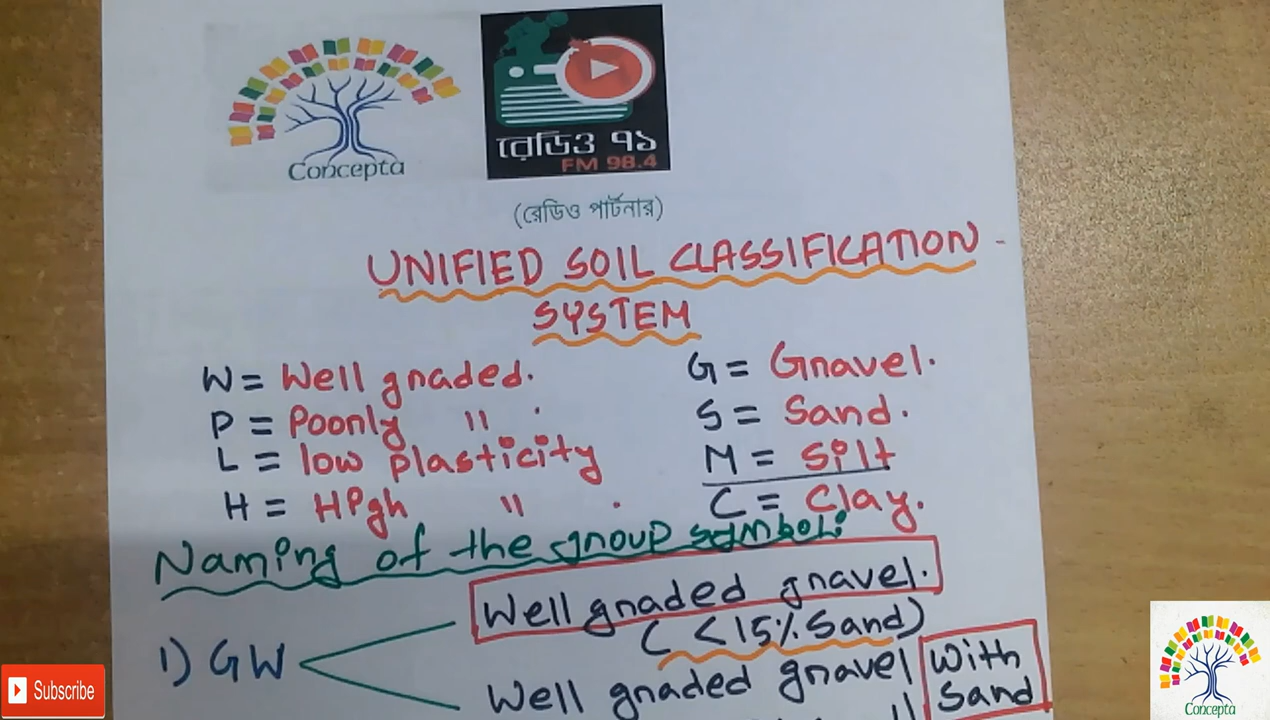 Concepta
রেডিও ৭১
FM 98.4
(রেডিও পার্টনার)
UNIFIED SOIL CLASSIFICATION
SYSTEM
W = Well gnaded.
P = Poonly " .
L = low plasticity
H = HPgh " .
G = Gnavel.
S = Sand.
M = Silt
C = Clay.
Naming of the gnoup symbol:
1) GW
Well gnaded gnavel.
( <15% Sand)
Well gnaded gnavel With
Sand
Subscribe
Concepta